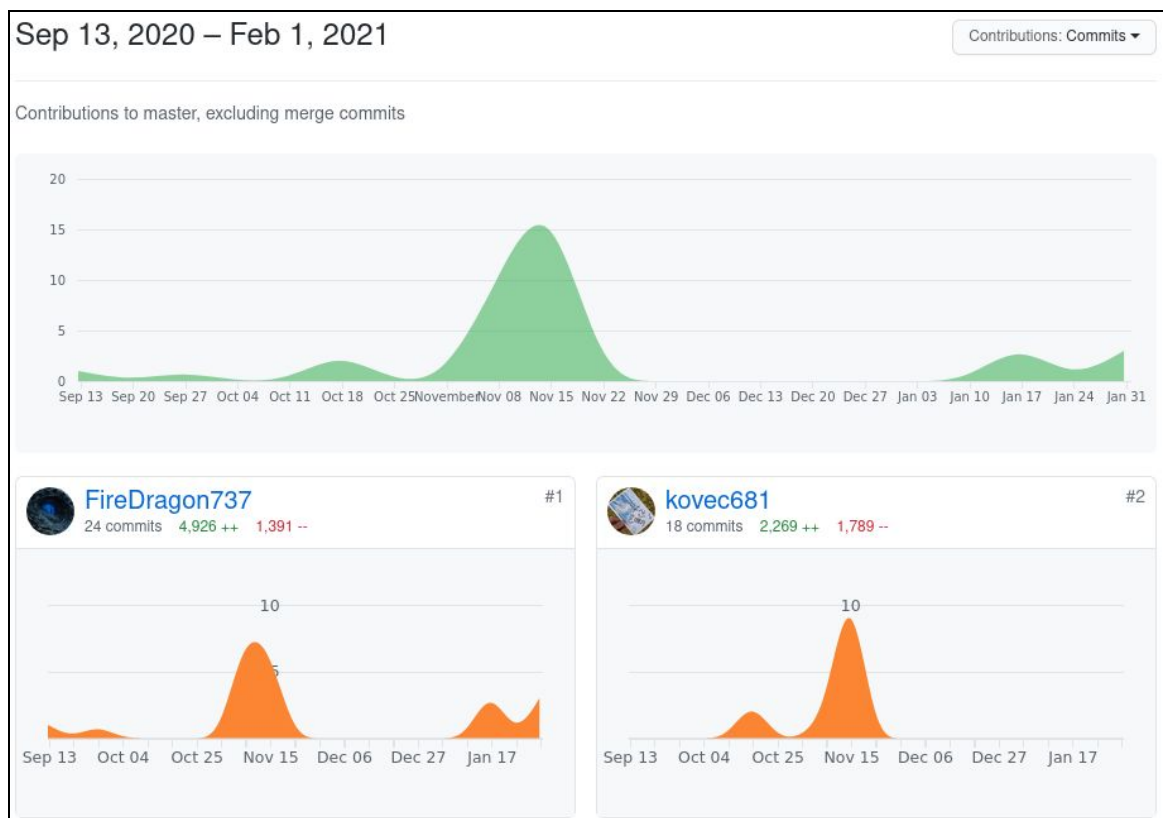 Sep 13, 2020 – Feb 1, 2021
Contributions: Commits
Contributions to master, excluding merge commits
20
15
10
5
0
Sep 13 Sep 20 Sep 27 Oct 04 Oct 11 Oct 18 Oct 25 November Nov 08 Nov 15 Nov 22 Nov 29 Dec 06 Dec 13 Dec 20 Dec 27 Jan 03 Jan 10 Jan 17 Jan 24 Jan 31
FireDragon737
#1
24 commits 4,926 ++ 1,391 --
10
5
Sep 13 Oct 04 Oct 25 Nov 15 Dec 06 Dec 27 Jan 17
kovec681
#2
18 commits 2,269 ++ 1,789 --
10
Sep 13 Oct 04 Oct 25 Nov 15 Dec 06 Dec 27 Jan 17